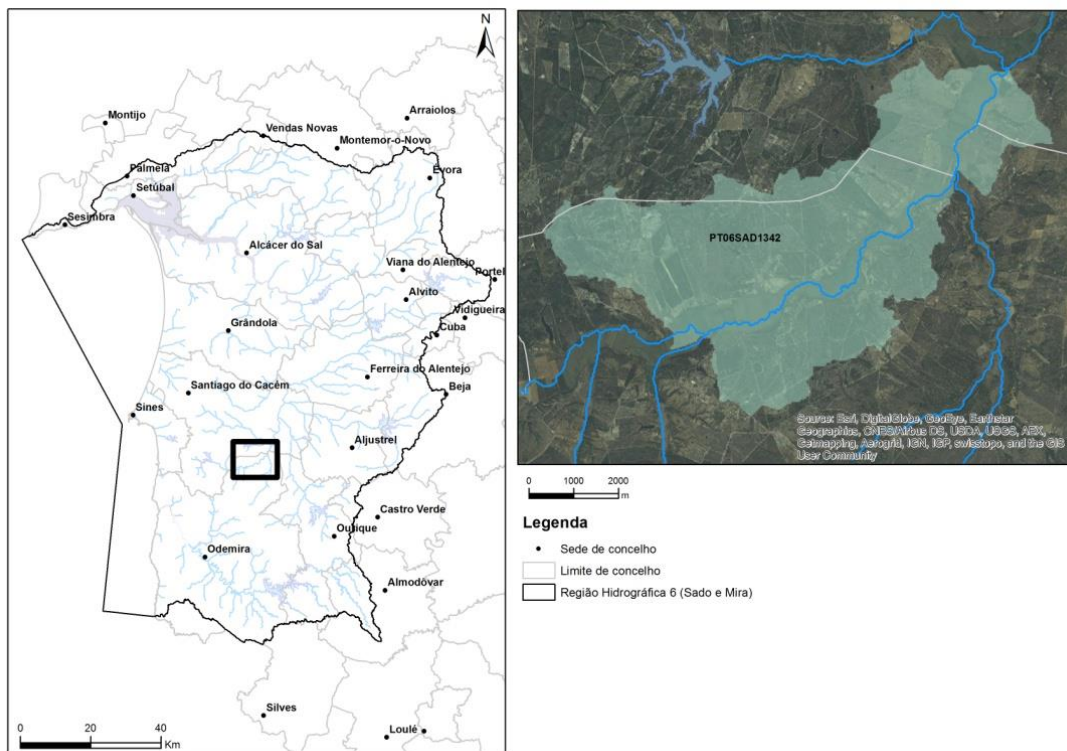 N
Montijo
Arraiolos
Vendas Novas
Montemor-o-Novo
Palmela
Évora
Setúbal
Sesimbra
Alcácer do Sal
Viana do Alentejo
Portel
Alvito
Vidigueira
Grândola
Cuba
Ferreira do Alentejo
Santiago do Cacém
Beja
Sines
Aljustrel
Castro Verde
Ourique
Odemira
Almodôvar
Silves
Loulé
0 20 40
Km
PT06SAD1342
Source: Esri, DigitalGlobe, GeoEye, Earthstar
Geographics, CNES/Airbus DS, USDA, USGS, AEX,
Getmapping, Aerogrid, IGN, IGP, swisstopo, and the GIS
User Community
0 1000 2000
m
Legenda
Sede de concelho
Limite de concelho
Região Hidrográfica 6 (Sado e Mira)